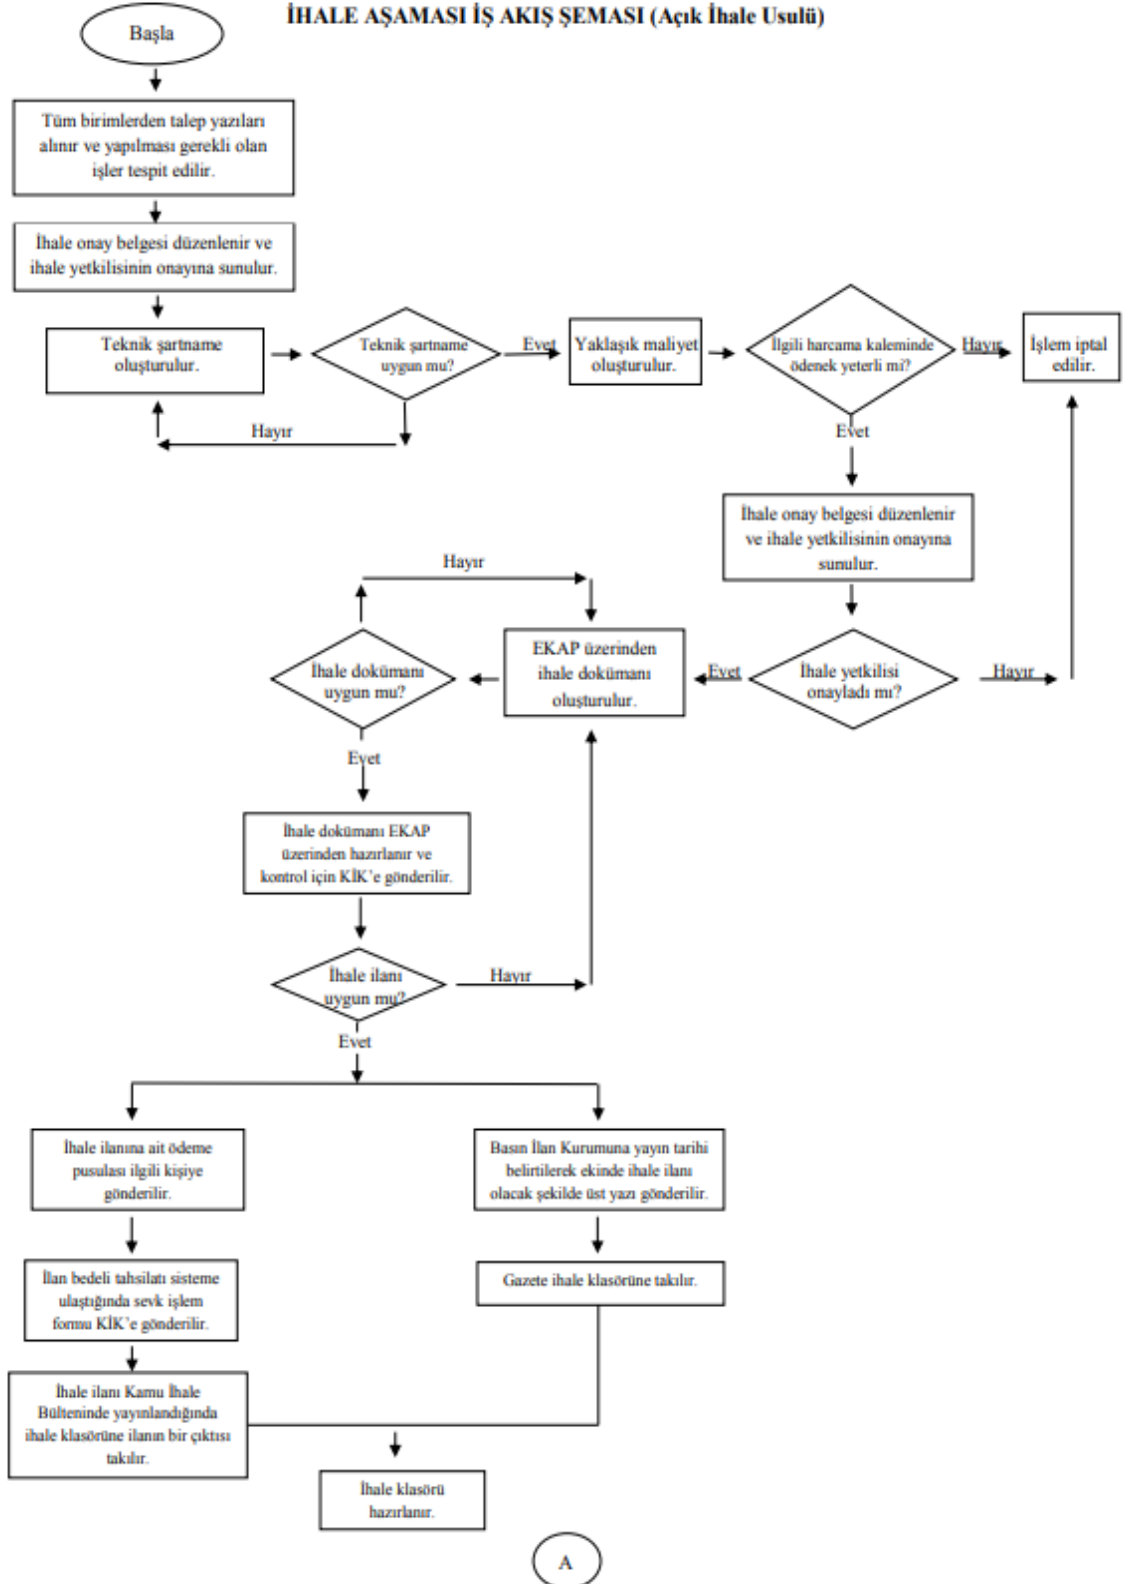 İHALE AŞAMASI İŞ AKIŞ ŞEMASI (Açık İhale Usulü)
Başla
Tüm birimlerden talep yazıları
alınır ve yapılması gerekli olan
işler tespit edilir.
İhale onay belgesi düzenlenir ve
ihale yetkilisinin onayına sunulur.
Teknik şartname
oluşturulur.
Teknik şartname
uygun mu?
Evet
Yaklaşık maliyet
oluşturulur.
İlgili harcama kaleminde
ödenek yeterli mi?
Hayır
İşlem iptal
edilir.
Hayır
Evet
İhale onay belgesi düzenlenir
ve ihale yetkilisinin onayına
sunulur.
Hayır
İhale dokümanı
uygun mu?
EKAP üzerinden
ihale dokümanı
oluşturulur.
Evet
İhale yetkilisi
onayladı mı?
Hayır
Evet
İhale dokümanı EKAP
üzerinden hazırlanır ve
kontrol için KİK'e gönderilir.
İhale ilanı
uygun mu?
Hayır
Evet
İhale ilanına ait ödeme
pusulası ilgili kişiye
gönderilir.
Basın İlan Kurumuna yayın tarihi
belirtilerek ekinde ihale ilanı
olacak şekilde üst yazı gönderilir.
İlan bedeli tahsilatı sisteme
ulaştığında sevk işlem
formu KİK'e gönderilir.
Gazete ihale klasörüne takılır.
İhale ilanı Kamu İhale
Bülteninde yayınlandığında
ihale klasörüne ilanın bir çıktısı
takılır.
İhale klasörü
hazırlanır.
A